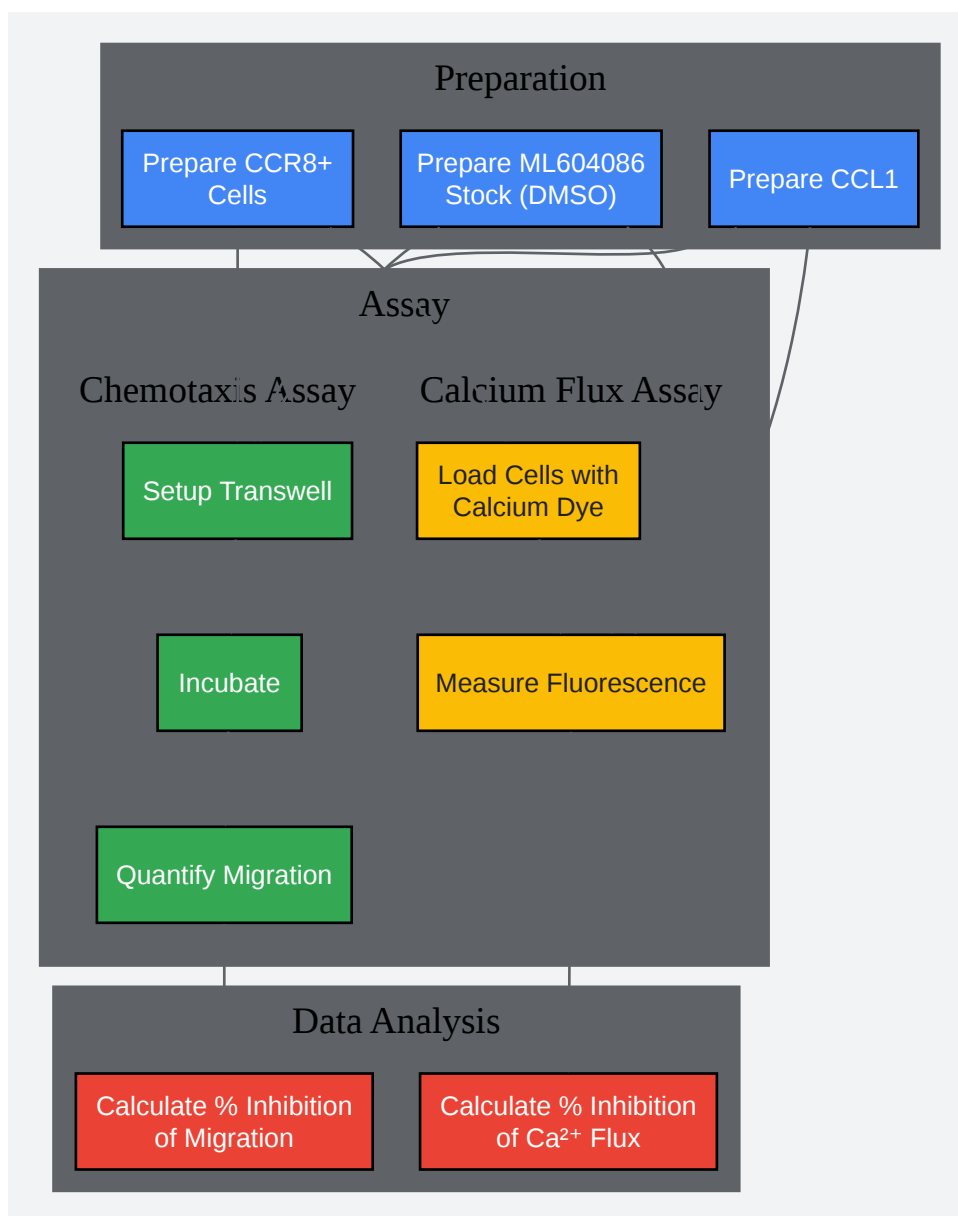 Preparation
Prepare CCR8+
Cells
Prepare ML604086
Stock (DMSO)
Prepare CCL1
Assay
Chemotaxis Assay
Calcium Flux Assay
Setup Transwell
Load Cells with
Calcium Dye
Incubate
Measure Fluorescence
Quantify Migration
Data Analysis
Calculate % Inhibition
of Migration
Calculate % Inhibition
of Ca²⁺ Flux